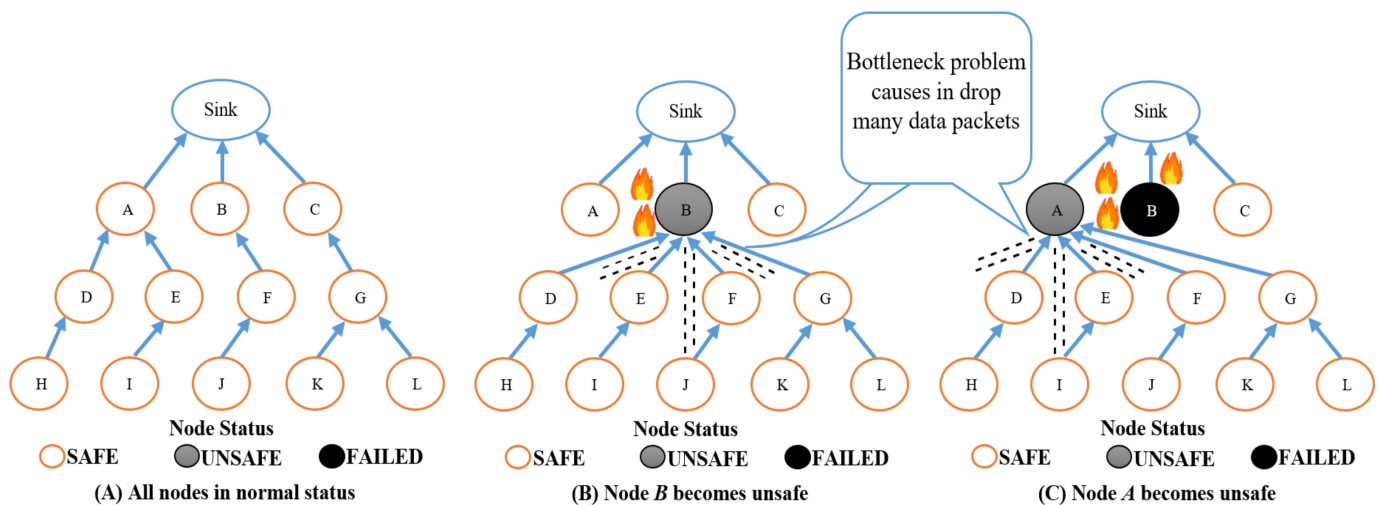 Bottleneck problem
causes in drop
many data packets
Sink
A
B
C
D
E
F
G
H
I
J
K
L
Node Status
SAFE
UNSAFE
FAILED
(A) All nodes in normal status
Sink
A
B
C
D
E
F
G
H
I
J
K
L
Node Status
SAFE
UNSAFE
FAILED
(B) Node B becomes unsafe
Sink
A
B
C
D
E
F
G
H
I
J
K
L
Node Status
SAFE
UNSAFE
FAILED
(C) Node A becomes unsafe